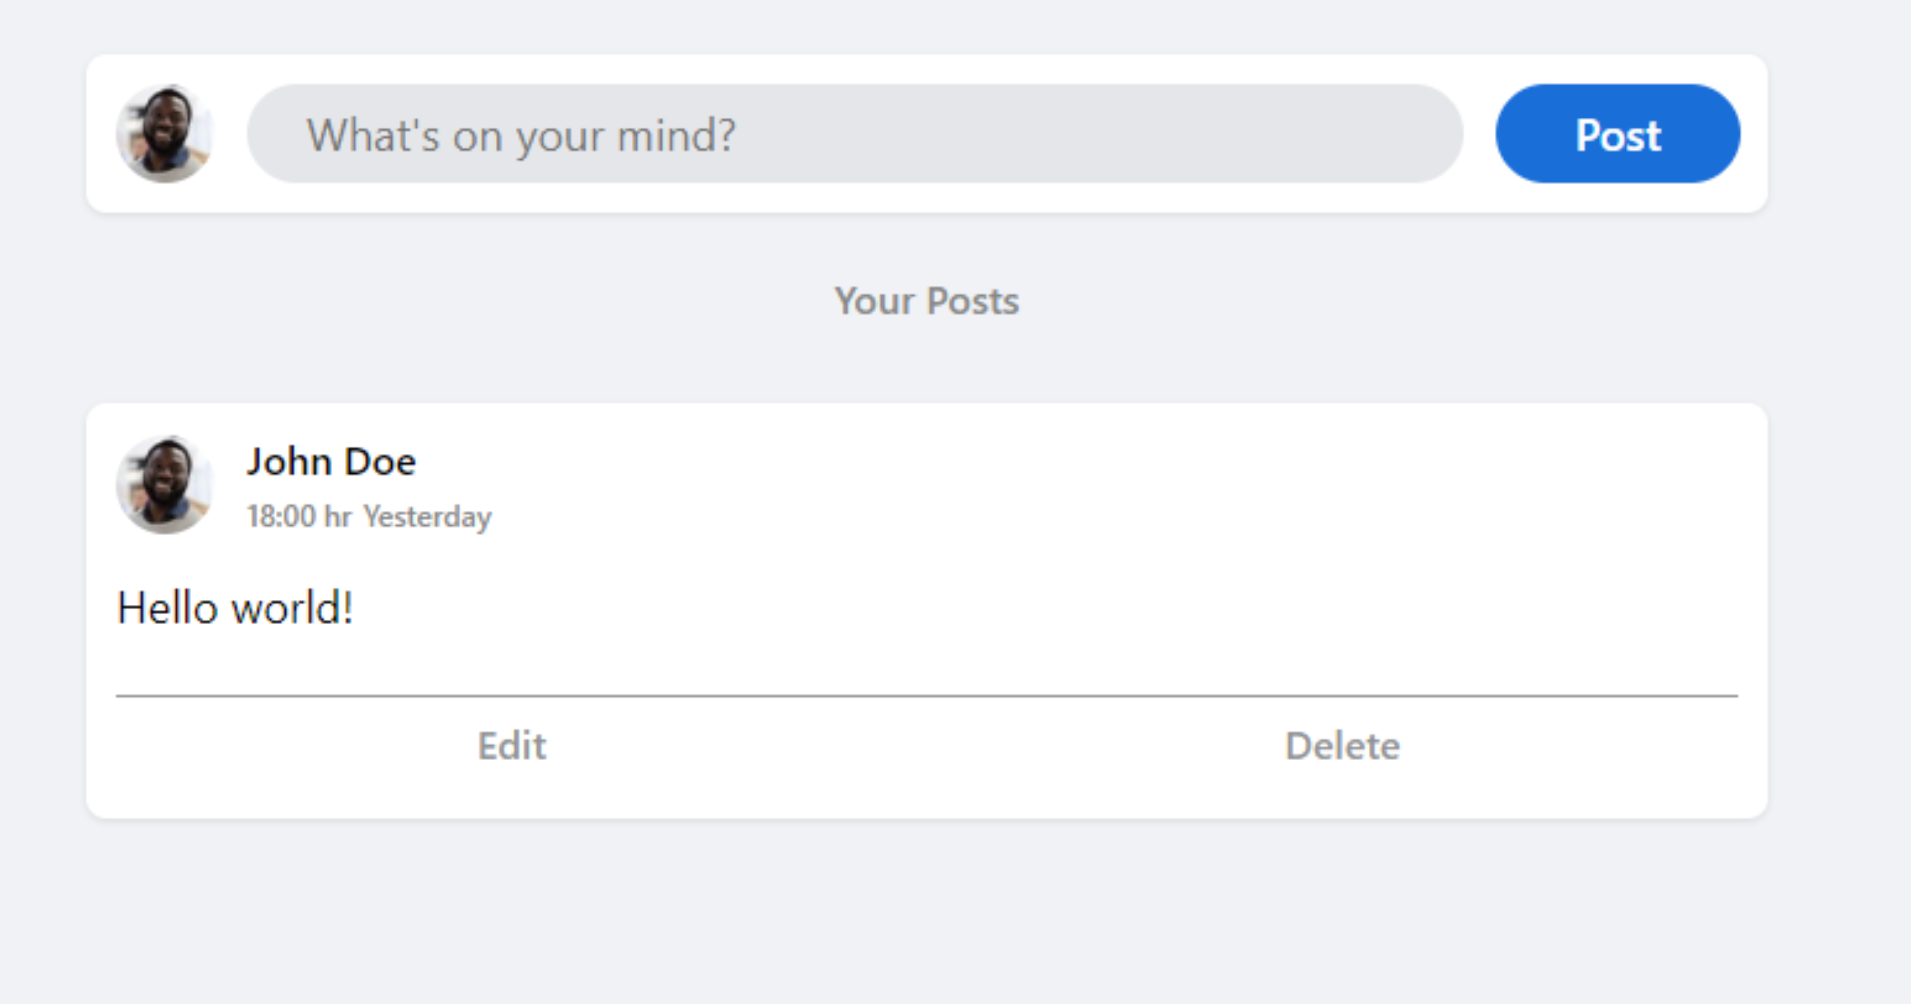 What's on your mind?
Post
Your Posts
John Doe
18:00 hr Yesterday
Hello world!
Edit
Delete